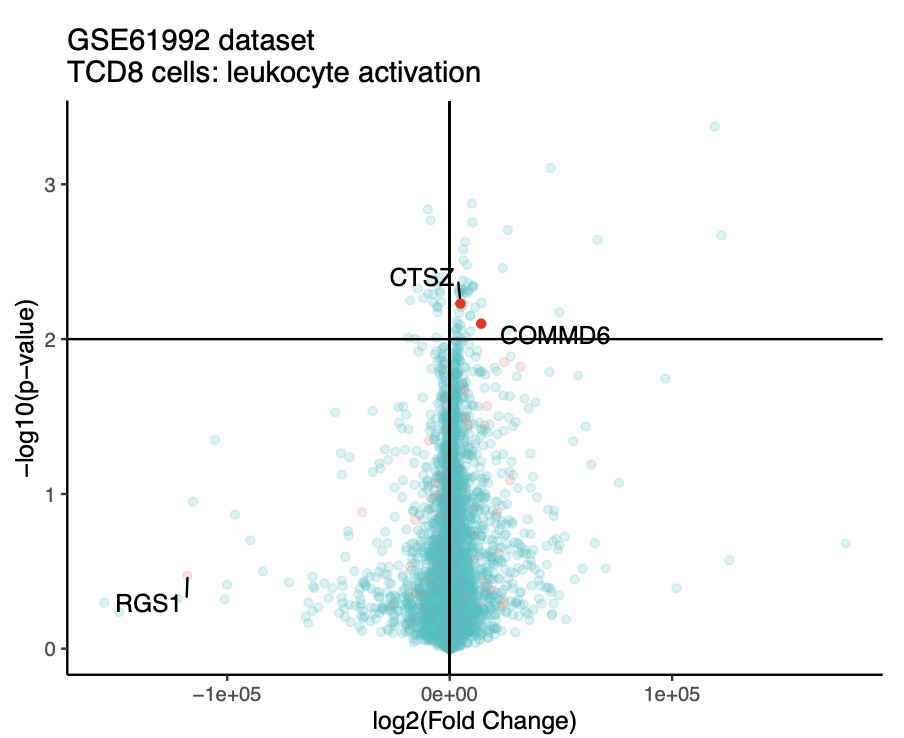 GSE61992 dataset
TCD8 cells: leukocyte activation
3
CTSZ
COMMD6
2
−log10(p−value)
1
RGS1
0
−1e+05
0e+00
1e+05
log2(Fold Change)